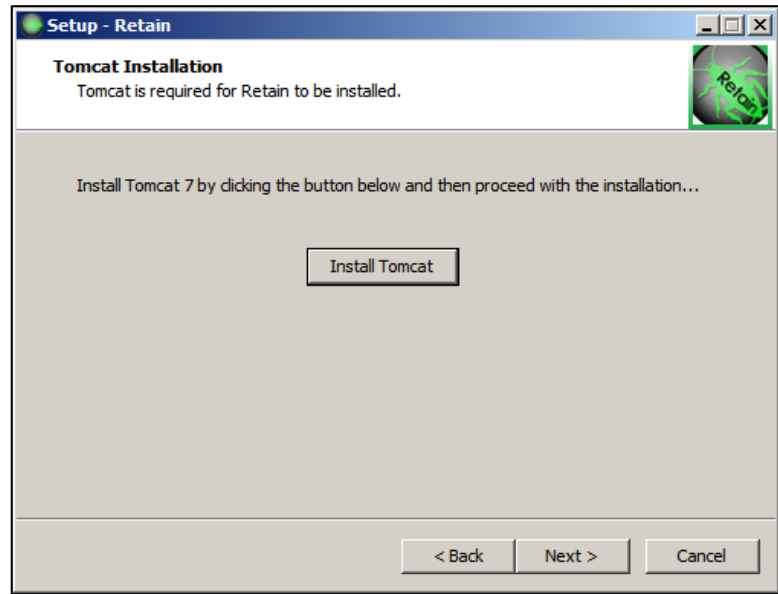 Setup - Retain
Tomcat Installation
Tomcat is required for Retain to be installed.
Retain
Install Tomcat 7 by clicking the button below and then proceed with the installation...
Install Tomcat
< Back Next > Cancel